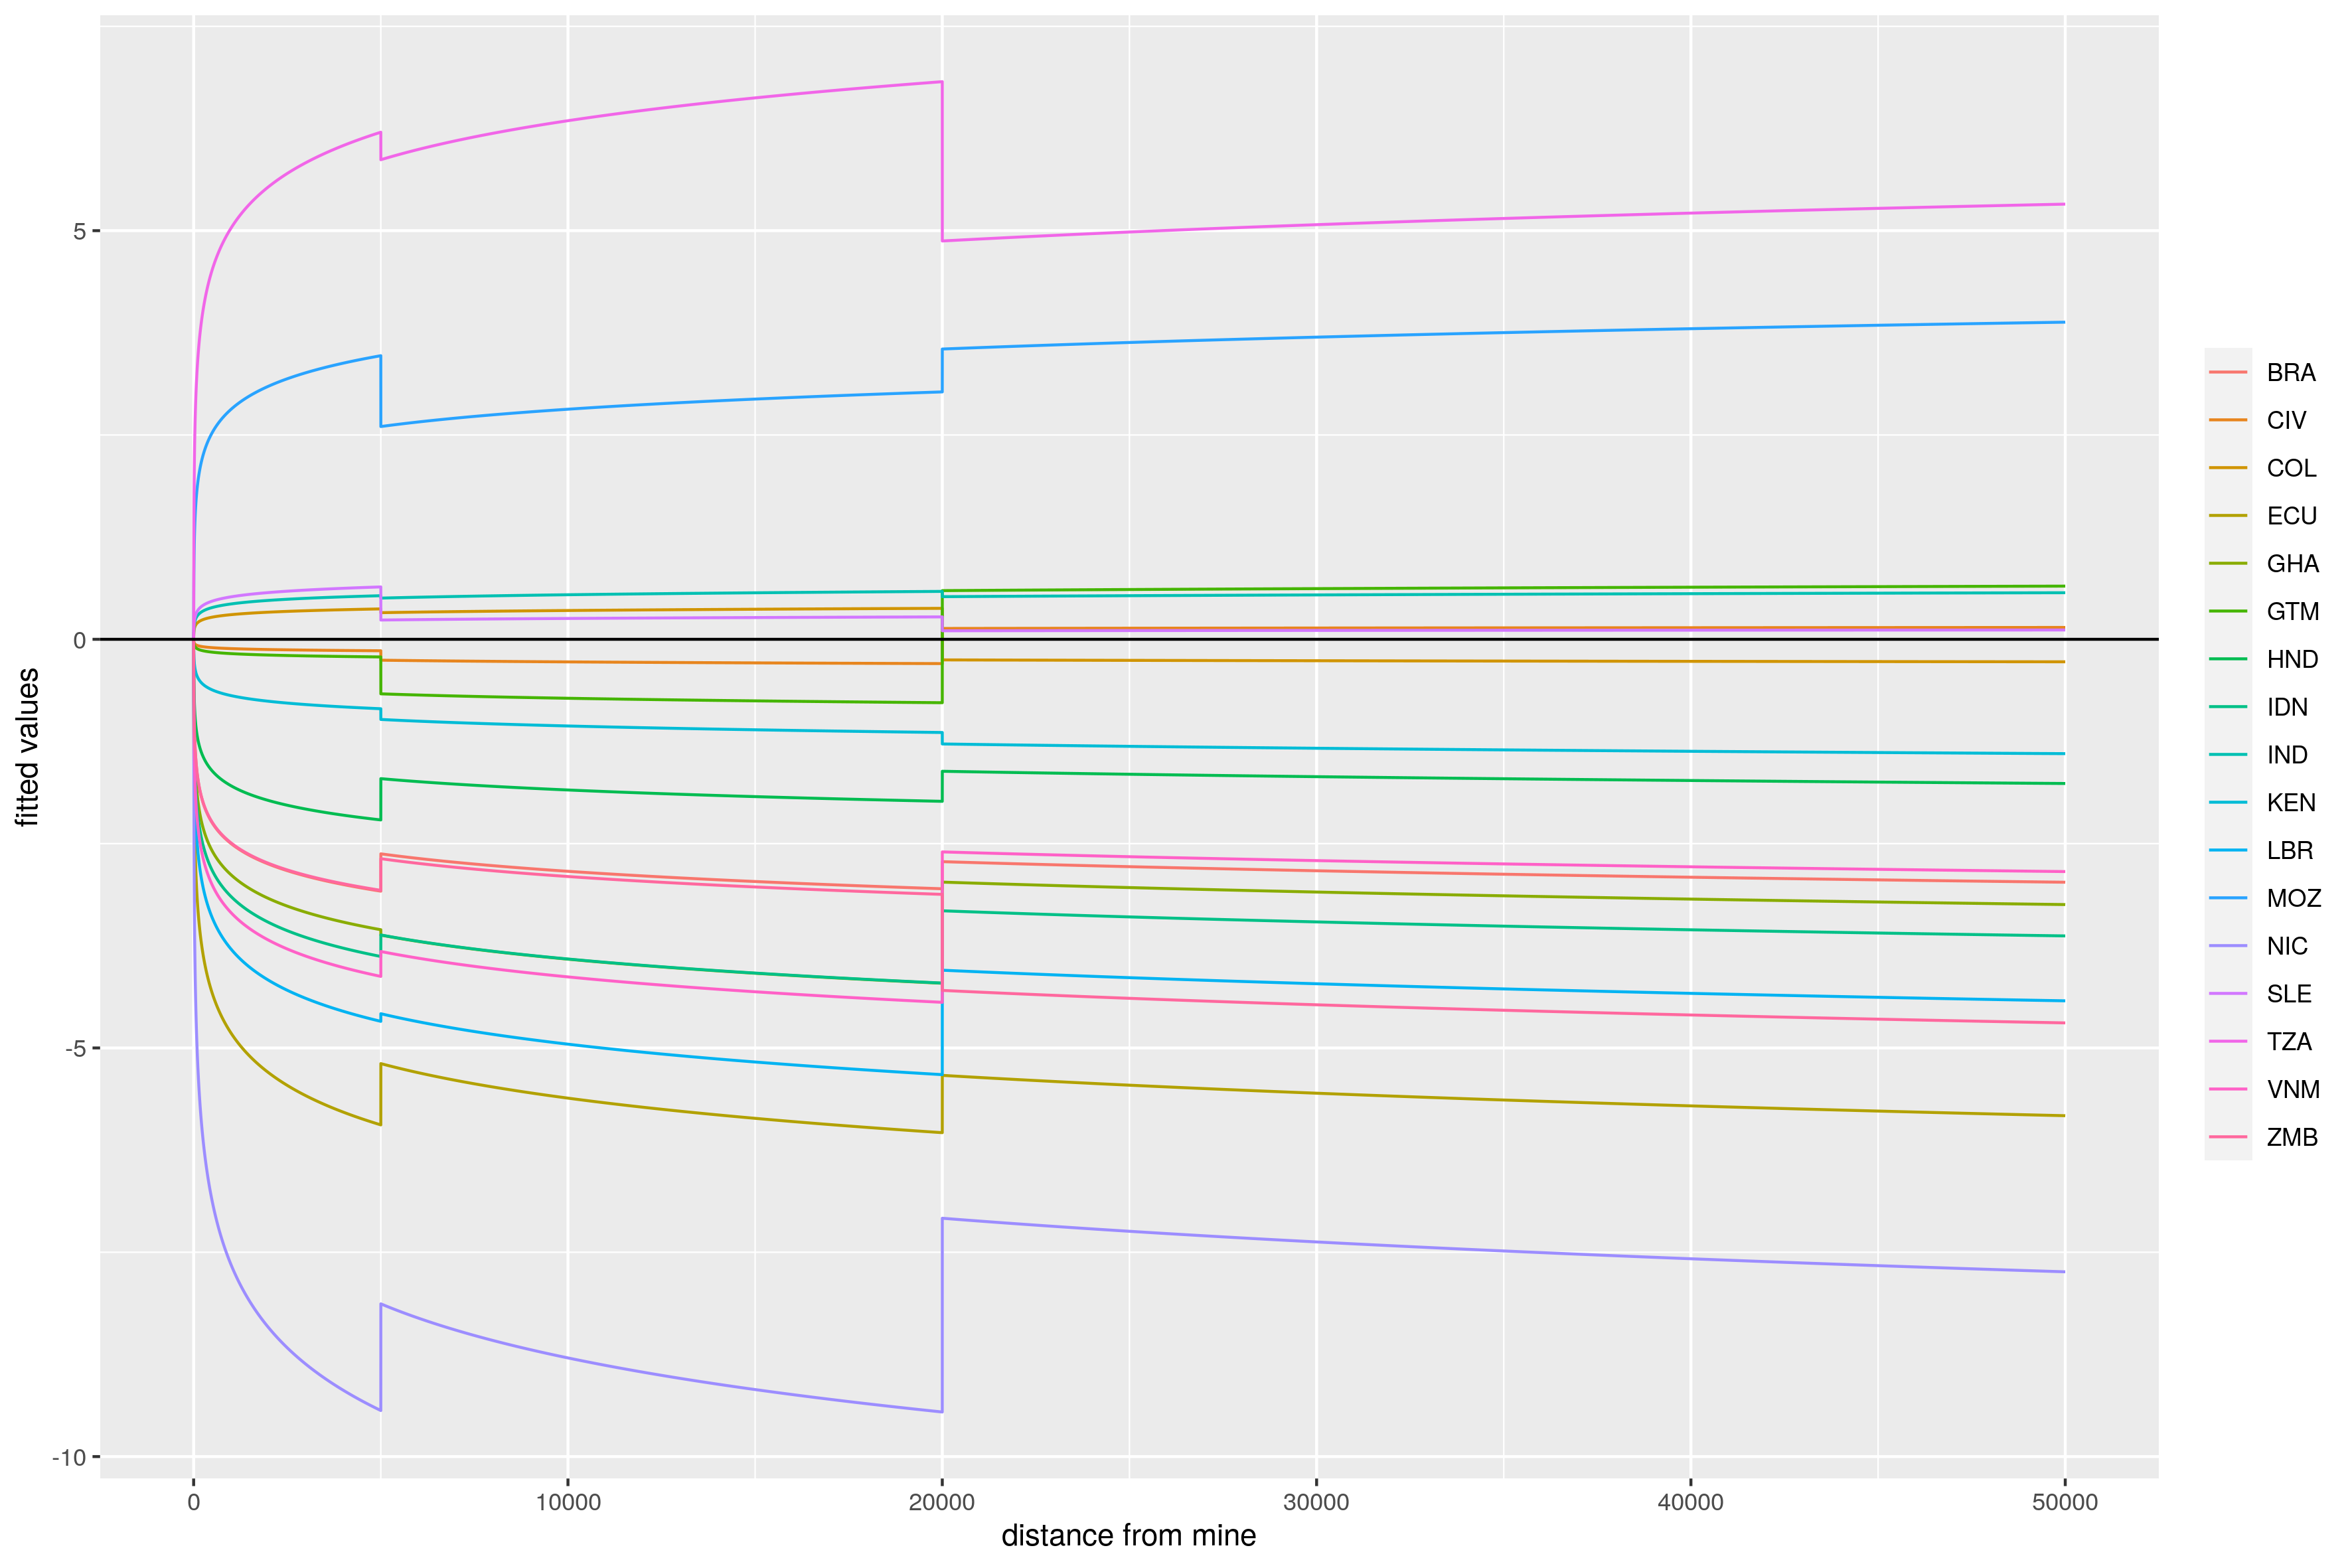 fitted values
5
0
-5
-10
0
10000
20000
30000
40000
50000
distance from mine
BRA
CIV
COL
ECU
GHA
GTM
HND
IDN
IND
KEN
LBR
MOZ
NIC
SLE
TZA
VNM
ZMB